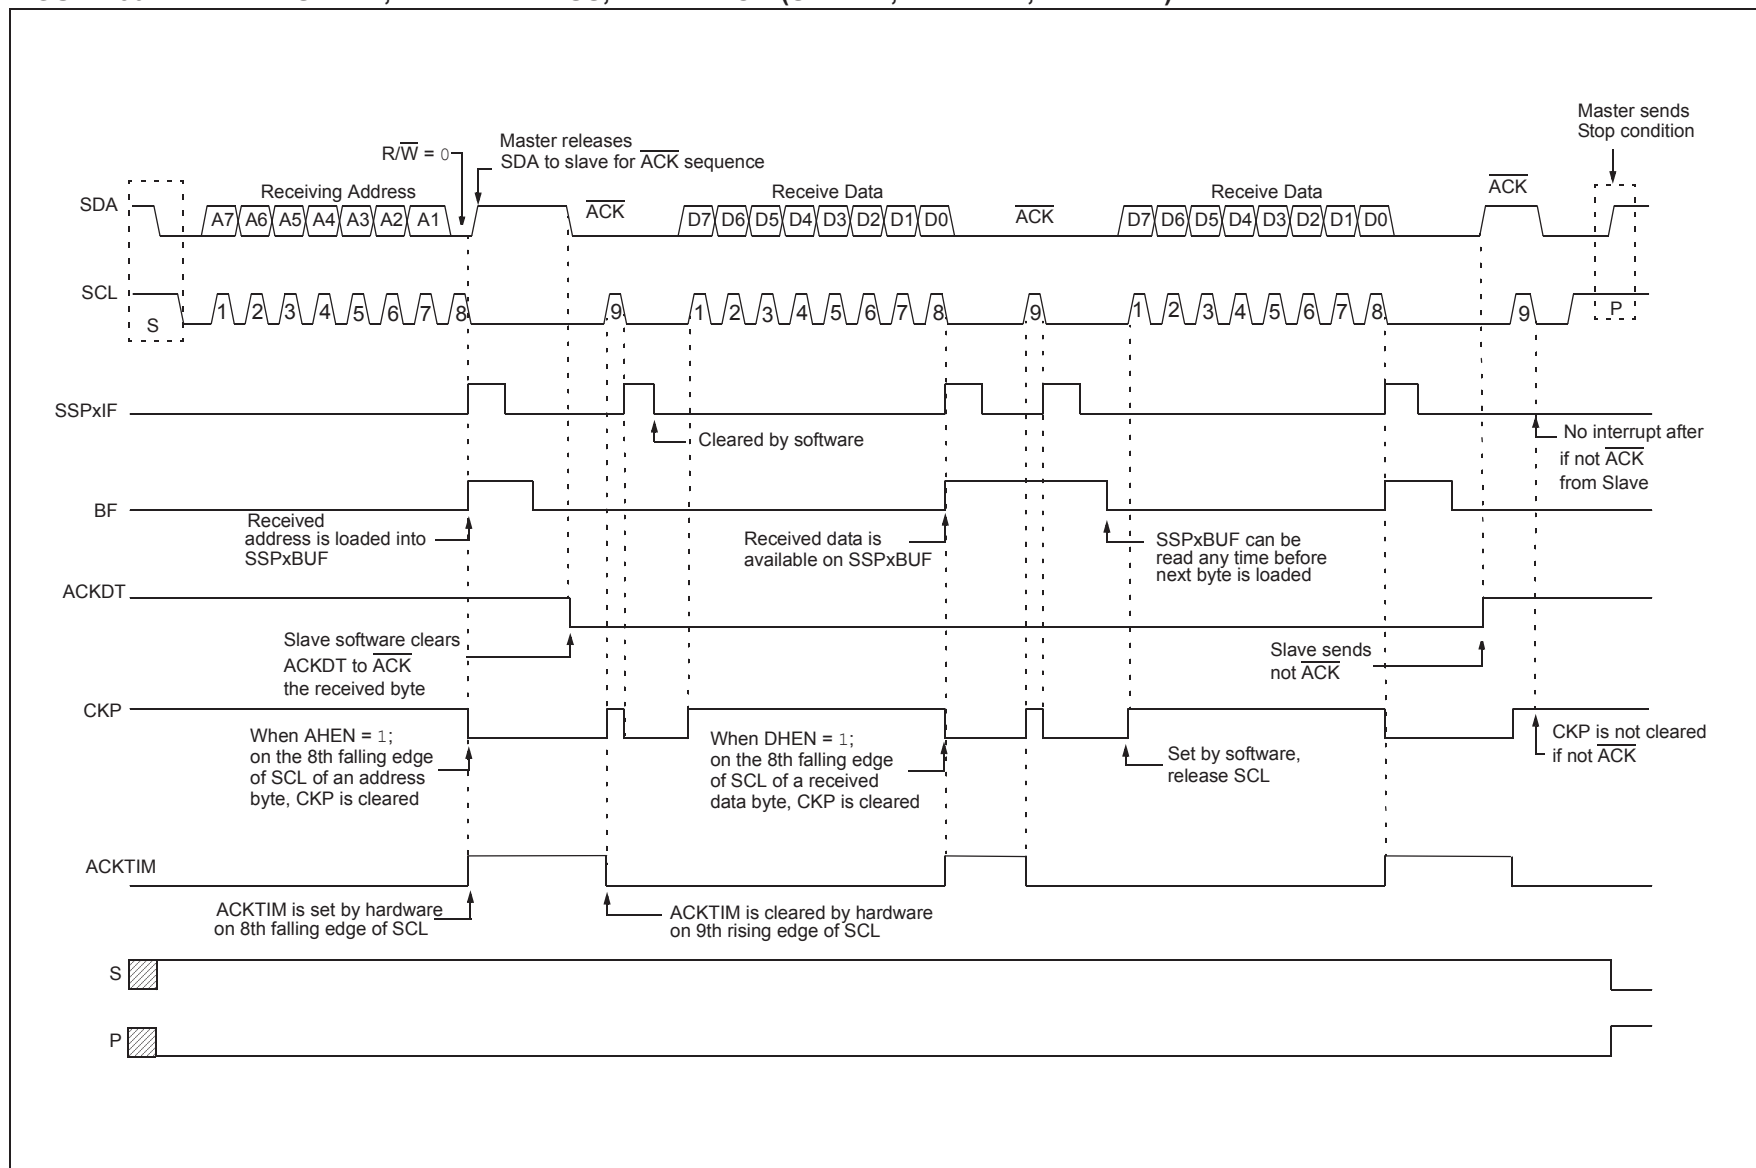 Master sends
Stop condition
Master releases
SDA to slave for ACK sequence
R/W = 0
Receiving Address
ACK
Receive Data
ACK
Receive Data
ACK
SDA
A7 A6 A5 A4 A3 A2 A1
D7 D6 D5 D4 D3 D2 D1 D0
D7 D6 D5 D4 D3 D2 D1 D0
SCL
S
1 2 3 4 5 6 7 8 9
1 2 3 4 5 6 7 8 9
1 2 3 4 5 6 7 8 9
P
SSPxIF
Cleared by software
No interrupt after
if not ACK
from Slave
BF
Received
address is loaded into
SSPxBUF
Received data is
available on SSPxBUF
SSPxBUF can be
read any time before
next byte is loaded
ACKDT
Slave software clears
ACKDT to ACK
the received byte
Slave sends
not ACK
CKP
When AHEN = 1;
on the 8th falling edge
of SCL of an address
byte, CKP is cleared
When DHEN = 1;
on the 8th falling edge
of SCL of a received
data byte, CKP is cleared
Set by software,
release SCL
CKP is not cleared
if not ACK
ACKTIM
ACKTIM is set by hardware
on 8th falling edge of SCL
ACKTIM is cleared by hardware
on 9th rising edge of SCL
S
P